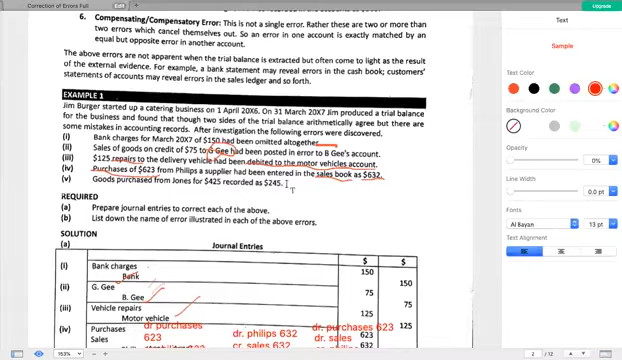 Correction of Errors Full
Edit
Upgrade
6. Compensating/Compensatory Error: This is not a single error. Rather these are two or more than
two errors which cancel themselves out. So an error in one account is exactly matched by an
equal but opposite error in another account.
The above errors are not apparent when the trial balance is extracted but often come to light as the result
of the external evidence. For example, a bank statement may reveal errors in the cash book; customers'
statements of accounts may reveal errors in the sales ledger and so forth.
EXAMPLE 1
Jim Burger started up a catering business on 1 April 20X6. On 31 March 20X7 Jim produced a trial balance
and found that though two sides of the trial balance arithmetically agree but there are
some mistakes in accounting records. After investigation the following errors were discovered.
(i) Bank charges for March 20X7 of $150 had been omitted altogether.
(ii) Sales of goods on credit of $75 to G Gee had been posted in error to B Gee's account.
(iii) $125 repairs to the delivery vehicle had been debited to the motor vehicles account.
(iv) Purchases of $623 from Philips a supplier had been entered in the sales book as $632.
(v) Goods purchased from Jones for $425 recorded as $245.
REQUIRED
(a) Prepare journal entries to correct each of the above.
(b) List down the name of error illustrated in each of the above errors.
SOLUTION
(a) Journal Entries
$ $
(i) Bank charges 150
Bank 150
(ii) G. Gee 75
B. Gee 75
(iii) Vehicle repairs 125
Motor vehicle 125
(iv) Purchases 623
Sales 632
dr purchases
623
dr. philips 632
cr. sales 632
dr. purchase 623
dr. sales
Text
Sample
Text Color
Background Color
Opacity
0%
Line Width
0.0 pt
Fonts
Al Bayan
13 pt
Text Alignment
153%
2 / 12